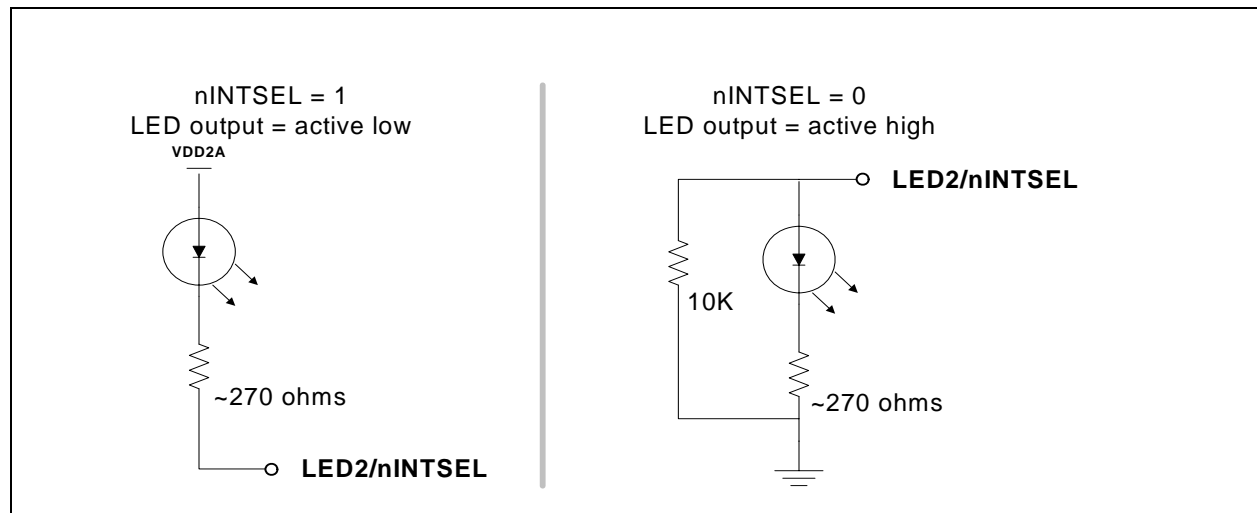 nINTSEL = 1
LED output = active low
VDD2A
~270 ohms
LED2/nINTSEL
nINTSEL = 0
LED output = active high
LED2/nINTSEL
10K
~270 ohms